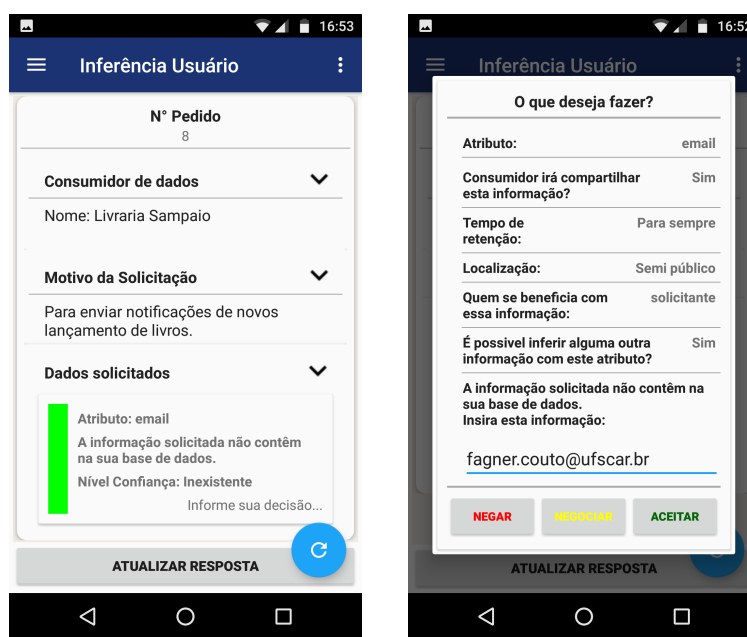 16:53
Inferência Usuário
N° Pedido
8
Consumidor de dados
Nome: Livraria Sampaio
Motivo da Solicitação
Para enviar notificações de novos
lançamento de livros.
Dados solicitados
Atributo: email
A informação solicitada não contêm
na sua base de dados.
Nível Confiança: Inexistente
Informe sua decisão...
ATUALIZAR RESPOSTA
16:52
Inferência Usuário
O que deseja fazer?
Atributo: email
Consumidor irá compartilhar Sim
esta informação?
Tempo de Para sempre
retenção:
Localização: Semi público
Quem se beneficia com solicitante
essa informação:
É possivel inferir alguma outra Sim
informação com este atributo?
A informação solicitada não contêm na
sua base de dados.
Insira esta informação:
fagner.couto@ufscar.br
NEGAR NEGOCIAR ACEITAR
ATUALIZAR RESPOSTA